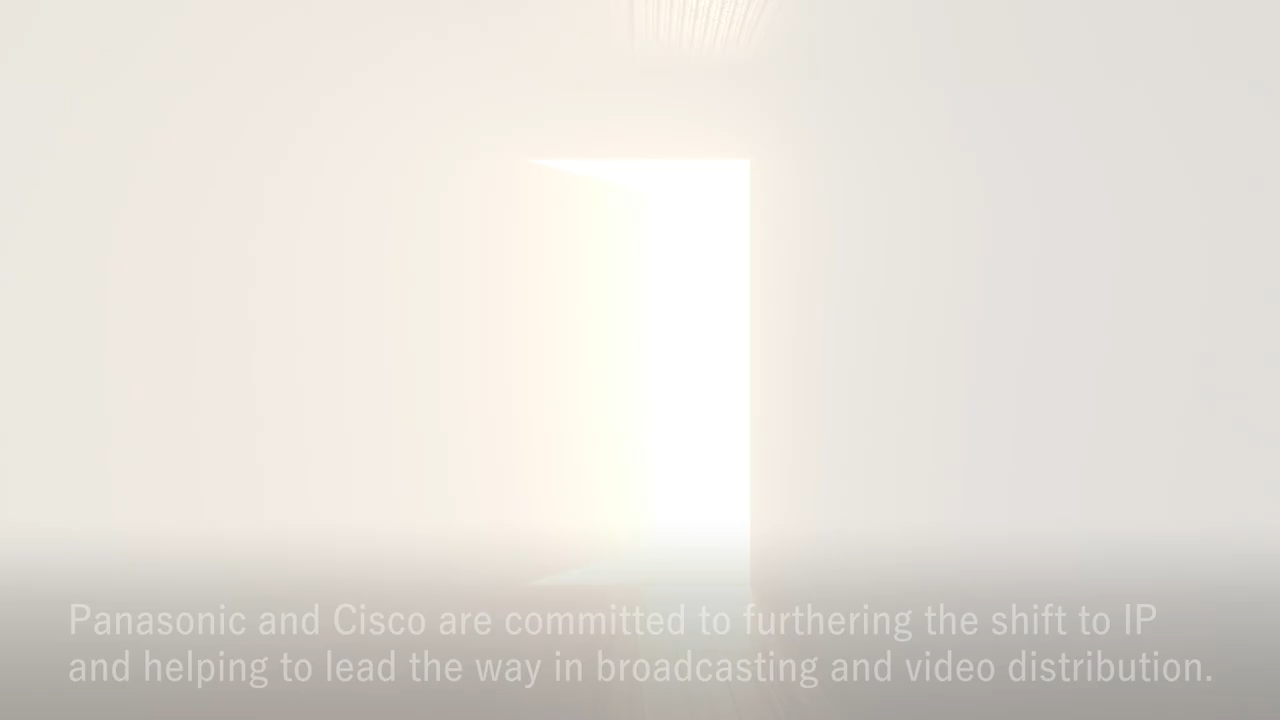 Panasonic and Cisco are committed to furthering the shift to IP
and helping to lead the way in broadcasting and video distribution.